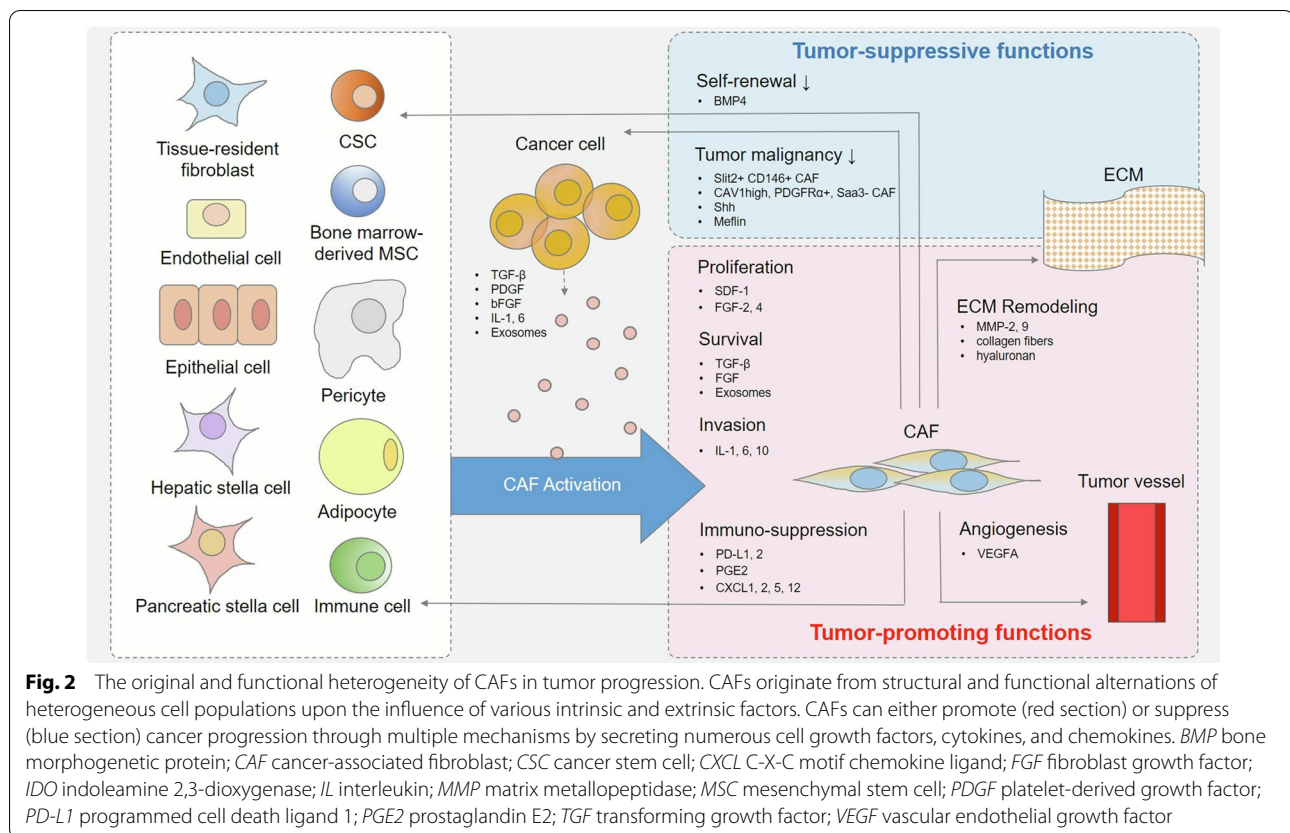 Tissue-resident
fibroblast
Endothelial cell
Epithelial cell
Hepatic stella cell
Pancreatic stella cell
CSC
Bone marrow-
derived MSC
Pericyte
Adipocyte
Immune cell
Cancer cell
• TGF-β
• PDGF
• bFGF
• IL-1, 6
• Exosomes
CAF Activation
Tumor-suppressive functions
Self-renewal ↓
• BMP4
Tumor malignancy ↓
• Slit2+ CD146+ CAF
• CAV1high, PDGFRα+, Saa3- CAF
• Shh
• Meflin
ECM
Proliferation
• SDF-1
• FGF-2, 4
Survival
• TGF-β
• FGF
• Exosomes
Invasion
• IL-1, 6, 10
Immuno-suppression
• PD-L1, 2
• PGE2
• CXCL1, 2, 5, 12
ECM Remodeling
• MMP-2, 9
• collagen fibers
• hyaluronan
CAF
Angiogenesis
• VEGFA
Tumor vessel
Tumor-promoting functions
Fig. 2 The original and functional heterogeneity of CAFs in tumor progression. CAFs originate from structural and functional alternations of
heterogeneous cell populations upon the influence of various intrinsic and extrinsic factors. CAFs can either promote (red section) or suppress
(blue section) cancer progression through multiple mechanisms by secreting numerous cell growth factors, cytokines, and chemokines. BMP bone
morphogenetic protein; CAF cancer-associated fibroblast; CSC cancer stem cell; CXCL C-X-C motif chemokine ligand; FGF fibroblast growth factor;
IDO indoleamine 2,3-dioxygenase; IL interleukin; MMP matrix metallopeptidase; MSC mesenchymal stem cell; PDGF platelet-derived growth factor;
PD-L1 programmed cell death ligand 1; PGE2 prostaglandin E2; TGF transforming growth factor; VEGF vascular endothelial growth factor